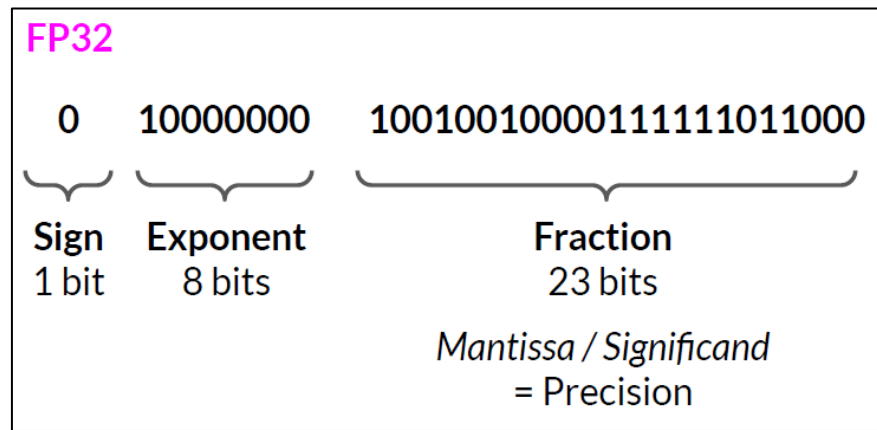 FP32
0 10000000 10010010000111111011000
Sign Exponent Fraction
1 bit 8 bits 23 bits
Mantissa / Significand
= Precision